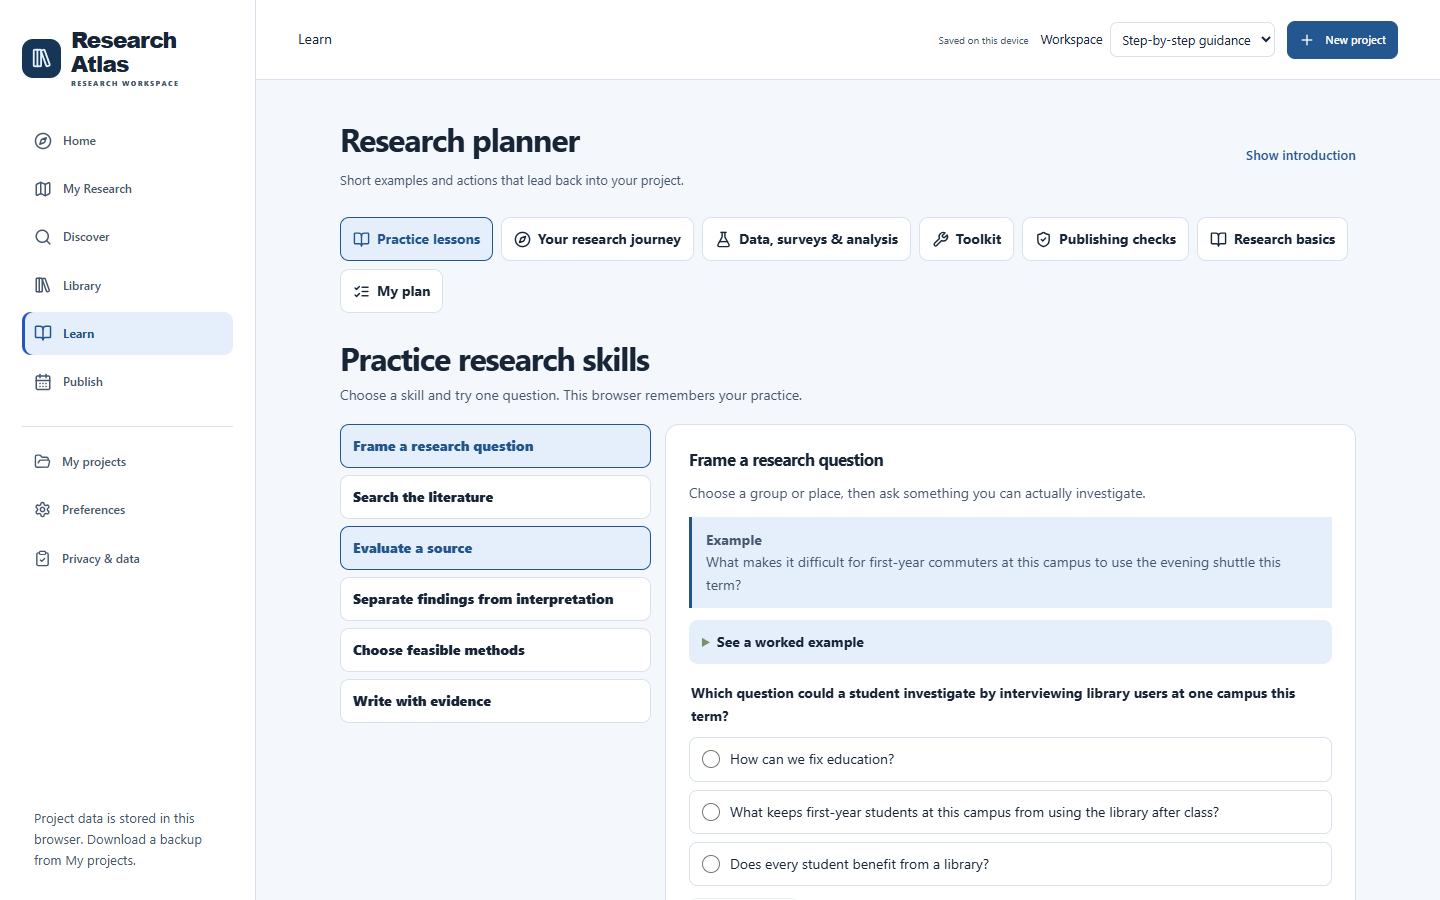 Research
Atlas
RESEARCH WORKSPACE
Home
My Research
Discover
Library
Learn
Publish
My projects
Preferences
Privacy & data
Project data is stored in this
browser. Download a backup
from My projects.
Learn
Saved on this device
Workspace
Step-by-step guidance
New project
Research planner
Short examples and actions that lead back into your project.
Show introduction
Practice lessons
Your research journey
Data, surveys & analysis
Toolkit
Publishing checks
Research basics
My plan
Practice research skills
Choose a skill and try one question. This browser remembers your practice.
Frame a research question
Search the literature
Evaluate a source
Separate findings from interpretation
Choose feasible methods
Write with evidence
Frame a research question
Choose a group or place, then ask something you can actually investigate.
Example
What makes it difficult for first-year commuters at this campus to use the evening shuttle this
term?
See a worked example
Which question could a student investigate by interviewing library users at one campus this
term?
How can we fix education?
What keeps first-year students at this campus from using the library after class?
Does every student benefit from a library?